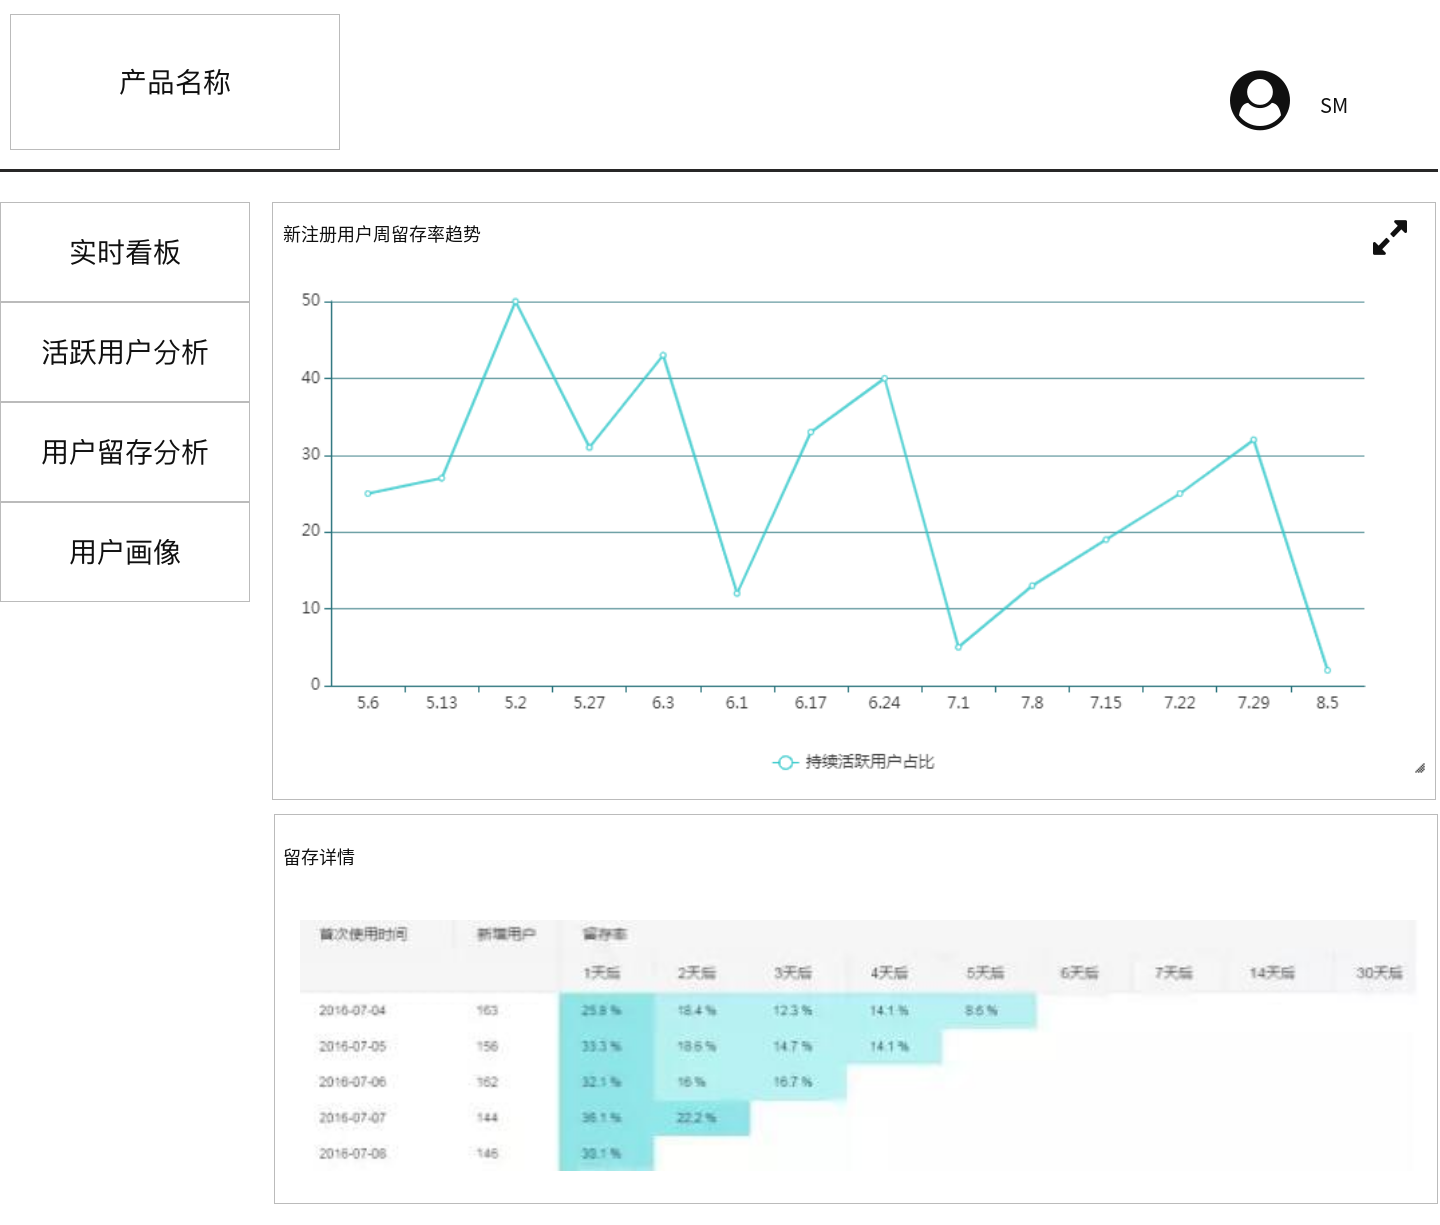 产品名称
SM
实时看板
活跃用户分析
用户留存分析
用户画像
新注册用户周留存率趋势
50
40
30
20
10
0
5.6 5.13 5.2 5.27 6.3 6.1 6.17 6.24 7.1 7.8 7.15 7.22 7.29 8.5
持续活跃用户占比
留存详情
首次使用时间 新增用户 留存率
1天后 2天后 3天后 4天后 5天后 6天后 7天后 14天后 30天后
2016-07-04 163 25.8 % 18.4 % 12.3 % 14.1 % 8.6 %
2016-07-05 156 33.3 % 18.6 % 14.7 % 14.1 %
2016-07-06 162 32.1 % 16 % 16.7 %
2016-07-07 144 36.1 % 22.2 %
2016-07-08 146